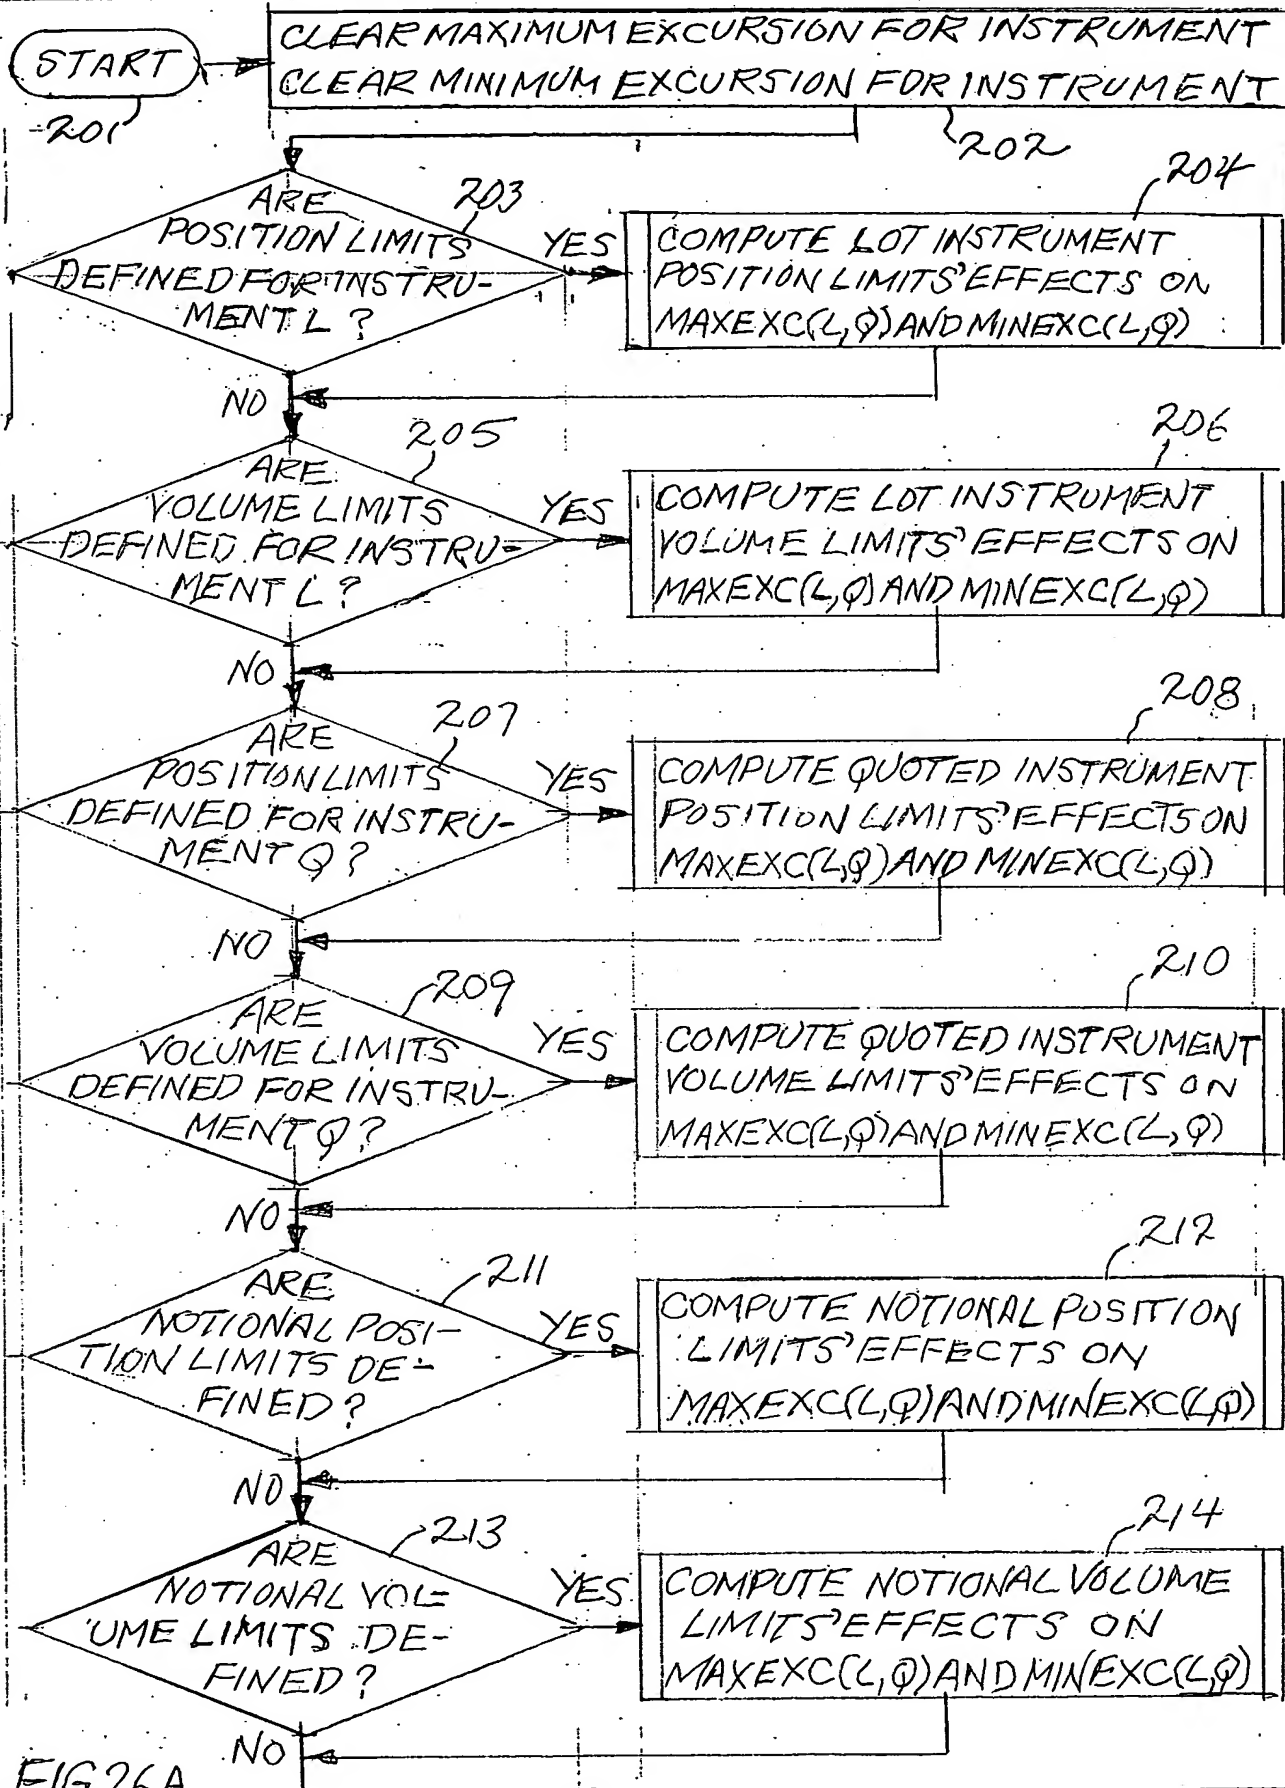 START
201
CLEAR MAXIMUM EXCURSION FOR INSTRUMENT
CLEAR MINIMUM EXCURSION FOR INSTRUMENT
202
ARE
POSITION LIMITS
DEFINED FOR INSTRU-
MENT L ?
203
YES
204
COMPUTE LOT INSTRUMENT
POSITION LIMITS' EFFECTS ON
MAXEXC(L,Q) AND MINEXC(L,Q)
NO
ARE
VOLUME LIMITS
DEFINED FOR INSTRU-
MENT L ?
205
YES
206
COMPUTE LOT INSTRUMENT
VOLUME LIMITS' EFFECTS ON
MAXEXC(L,Q) AND MINEXC(L,Q)
NO
ARE
POSITION LIMITS
DEFINED FOR INSTRU-
MENT Q ?
207
YES
208
COMPUTE QUOTED INSTRUMENT
POSITION LIMITS' EFFECTS ON
MAXEXC(L,Q) AND MINEXC(L,Q)
NO
ARE
VOLUME LIMITS
DEFINED FOR INSTRU-
MENT Q ?
209
YES
210
COMPUTE QUOTED INSTRUMENT
VOLUME LIMITS' EFFECTS ON
MAXEXC(L,Q) AND MINEXC(L,Q)
NO
ARE
NOTIONAL POSI-
TION LIMITS DE-
FINED ?
211
YES
212
COMPUTE NOTIONAL POSITION
LIMITS' EFFECTS ON
MAXEXC(L,Q) AND MINEXC(L,Q)
NO
ARE
NOTIONAL VOL-
UME LIMITS DE-
FINED ?
213
YES
214
COMPUTE NOTIONAL VOLUME
LIMITS' EFFECTS ON
MAXEXC(L,Q) AND MINEXC(L,Q)
NO
FIG 26A